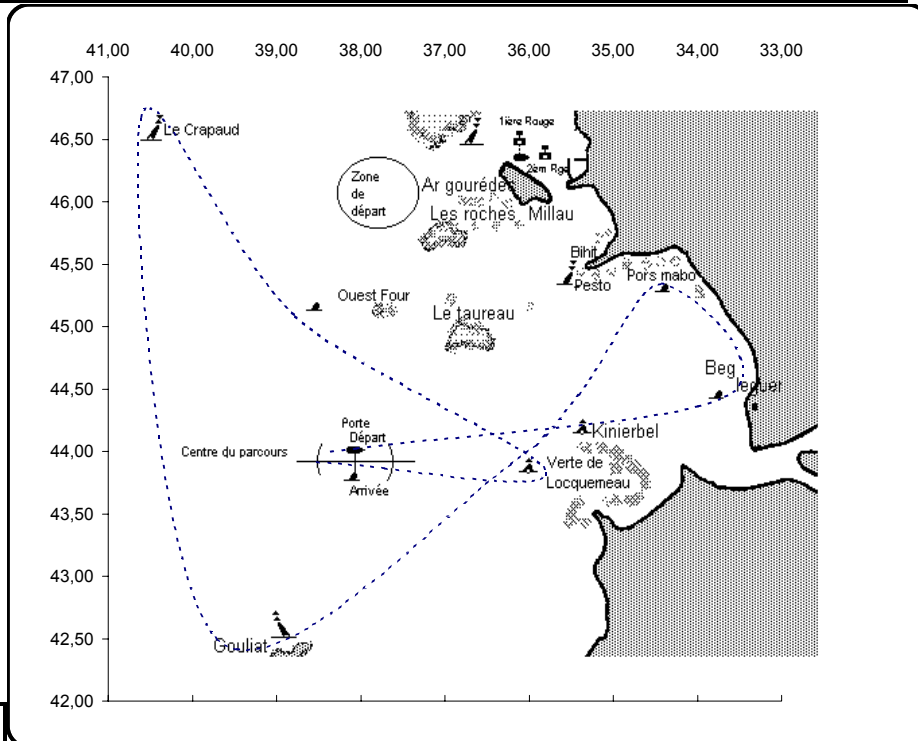 41,00 40,00 39,00 38,00 37,00 36,00 35,00 34,00 33,00
47,00
46,50
46,00
45,50
45,00
44,50
44,00
43,50
43,00
42,50
42,00
Le Crapaud
1ière Rouge
2èm Rge
Zone
de
départ
Ar gourédec
Les roches
Millau
Bihit
Pesto
Pors mabo
Ouest Four
Le taureau
Beg
leguer
Porte
Départ
Centre du parcours
Arrivée
Kinierbel
Verte de
Locquemeau
Gouliat